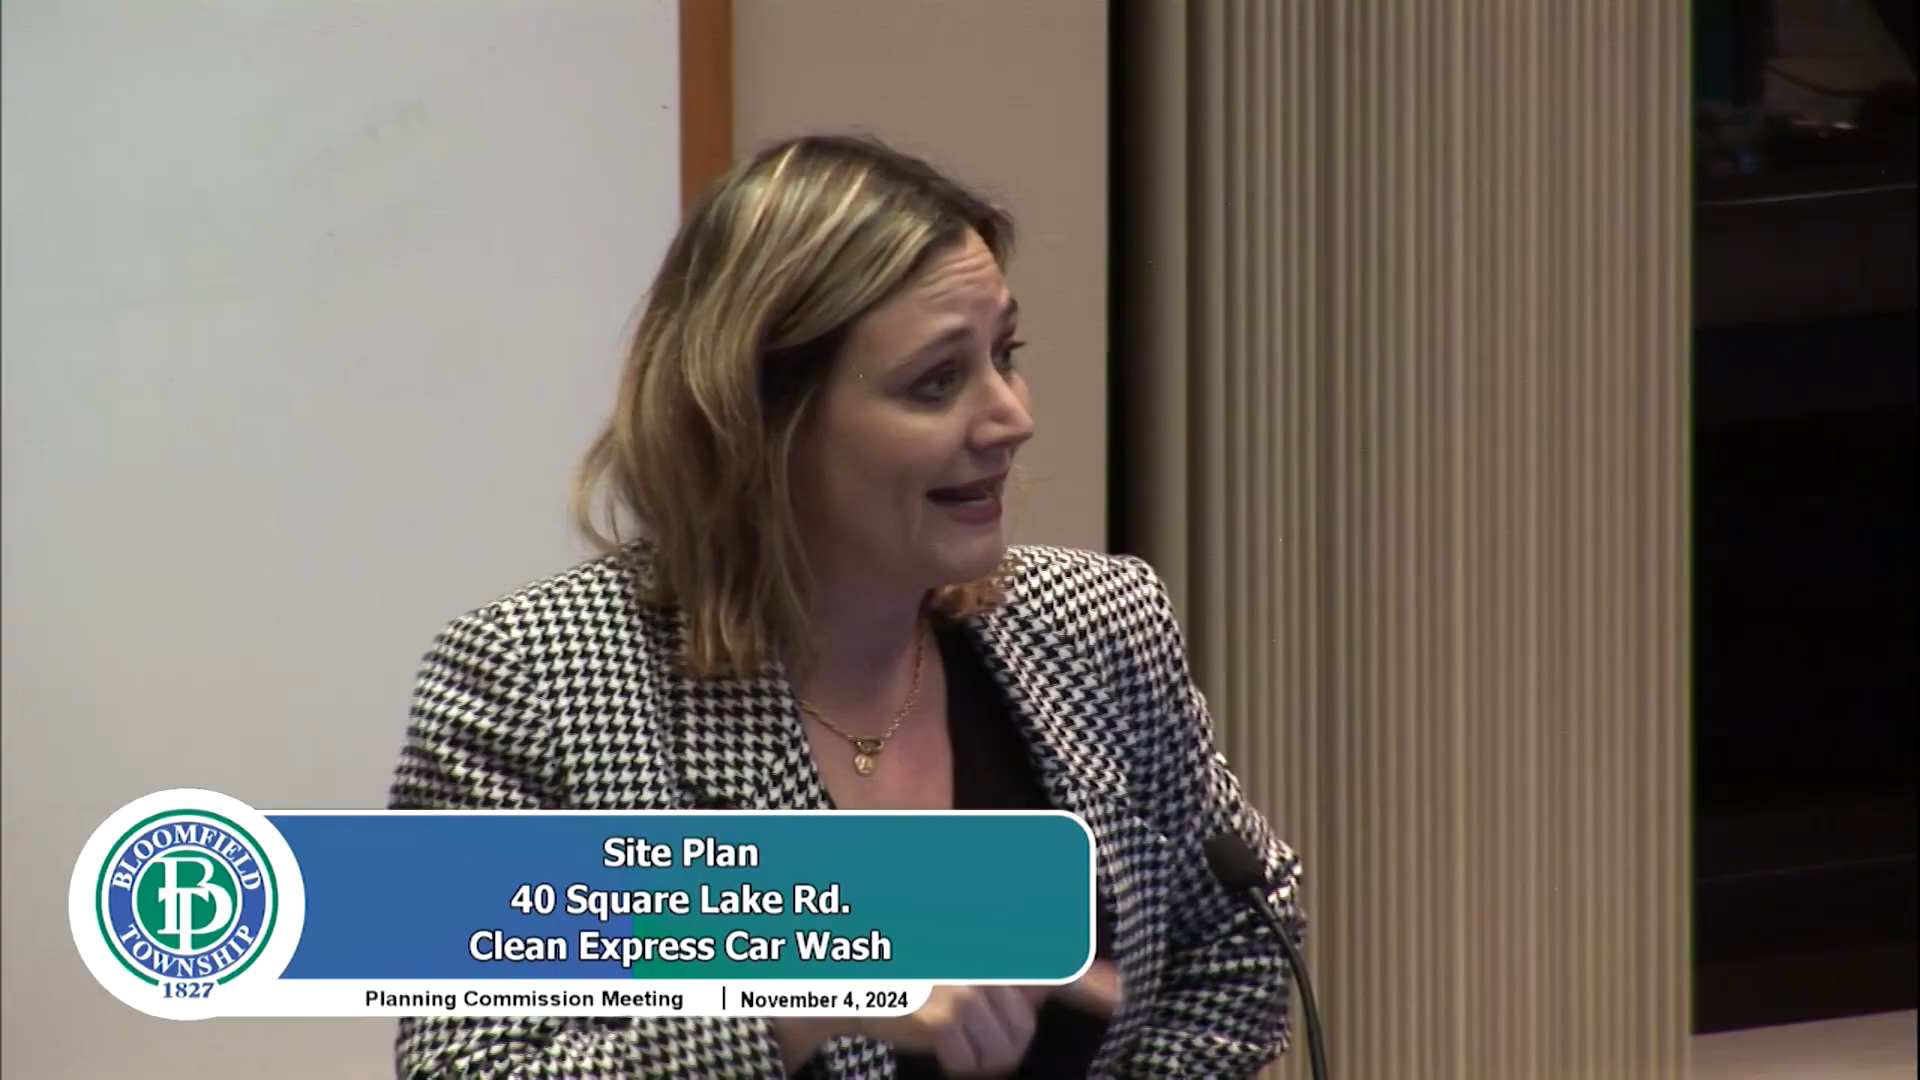 BLOOMFIELD
BT
TOWNSHIP
1827
Site Plan
40 Square Lake Rd.
Clean Express Car Wash
Planning Commission Meeting | November 4, 2024